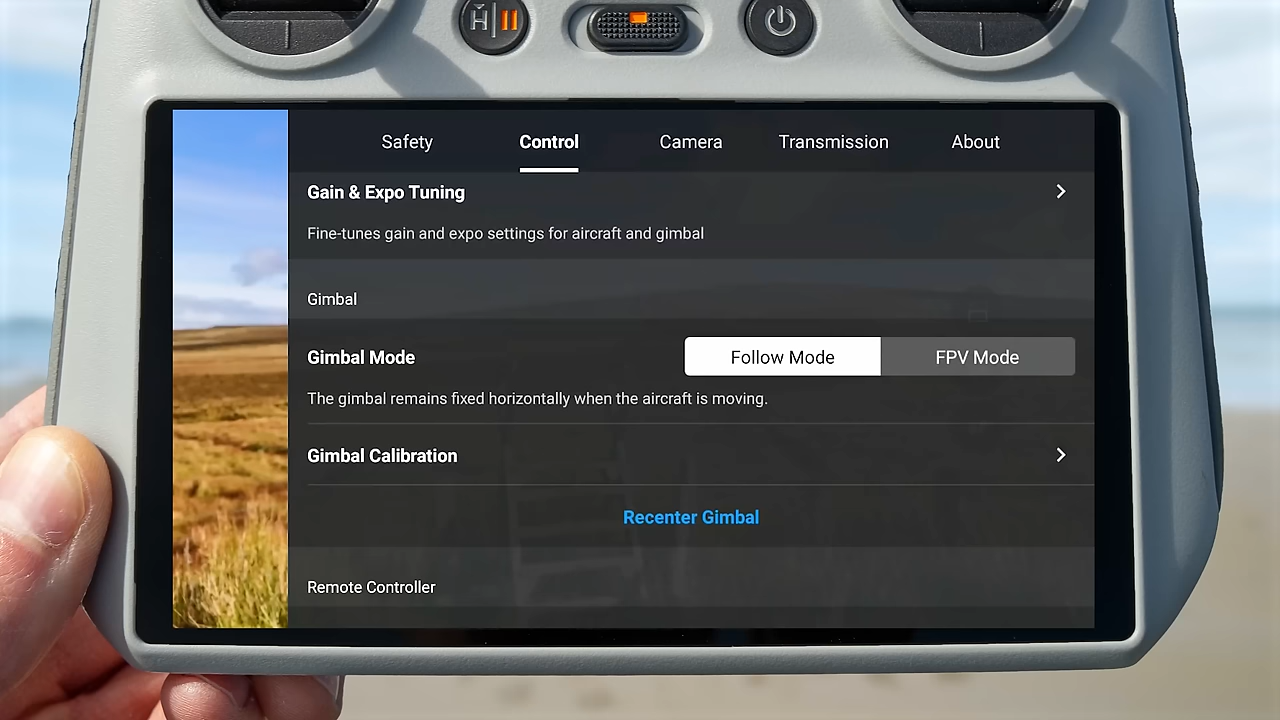 H
Safety Control Camera Transmission About
Gain & Expo Tuning
Fine-tunes gain and expo settings for aircraft and gimbal
Gimbal
Gimbal Mode Follow Mode FPV Mode
The gimbal remains fixed horizontally when the aircraft is moving.
Gimbal Calibration
Recenter Gimbal
Remote Controller